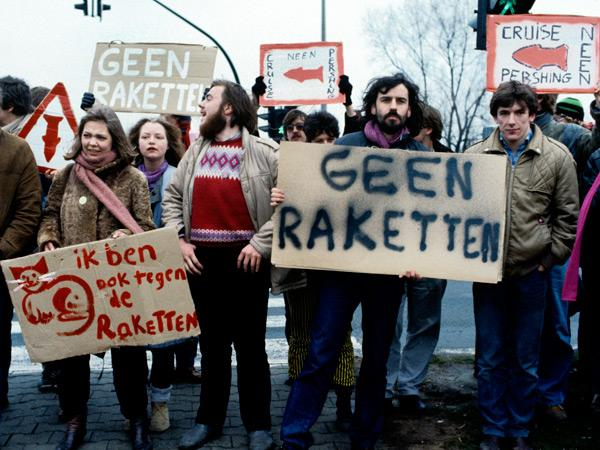 GEEN
RAKETTEN
NEEN
CRUISE
PERSHING
CRUISE
NEEN
PERSHING
GEEN
RAKETTEN
ik ben
ook tegen
de
RAKETTEN